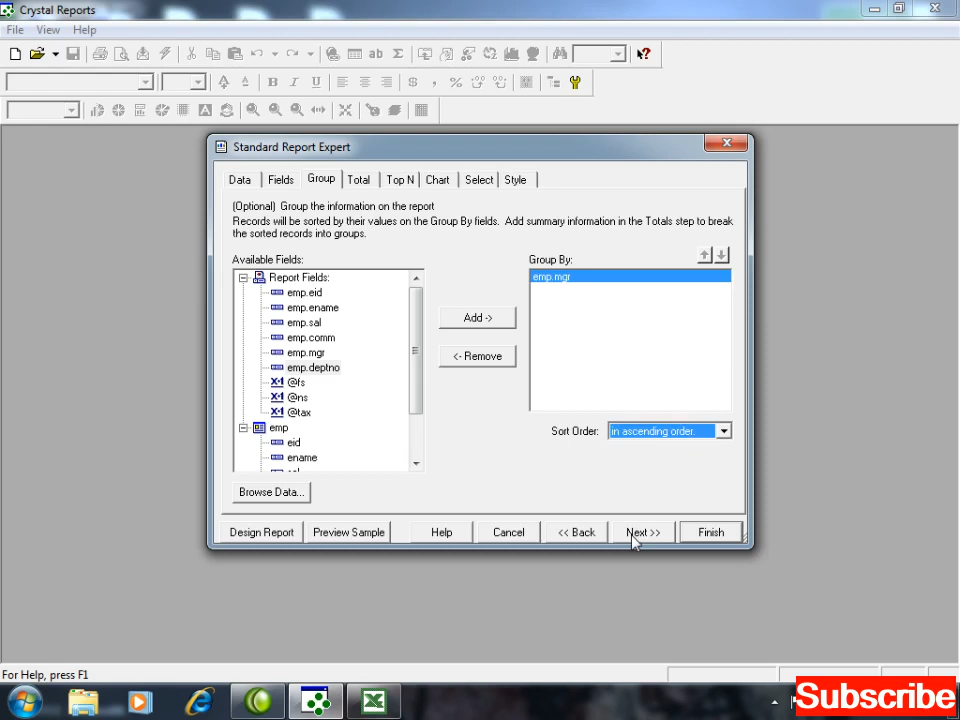 Crystal Reports
File View Help
Standard Report Expert
Data Fields Group Total Top N Chart Select Style
(Optional) Group the information on the report
Records will be sorted by their values on the Group By fields. Add summary information in the Totals step to break
the sorted records into groups.
Available Fields:
Group By:
Report Fields:
emp.eid
emp.ename
emp.sal
emp.comm
emp.mgr
emp.deptno
@fs
@ns
@tax
emp
eid
ename
emp.mgr
Add ->
<- Remove
Sort Order: in ascending order.
Browse Data...
Design Report Preview Sample Help Cancel << Back Next >> Finish
For Help, press F1
Subscribe